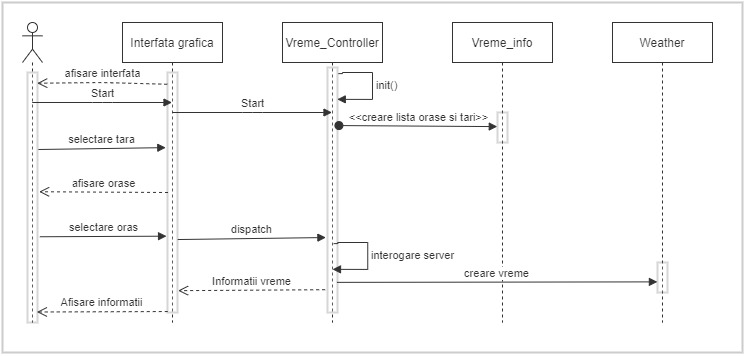 Interfata grafica
Vreme_Controller
Vreme_info
Weather
afisare interfata
init()
Start
Start
<<creare lista orase si tari>>
selectare tara
afisare orase
selectare oras
dispatch
interogare server
creare vreme
Informatii vreme
Afisare informatii